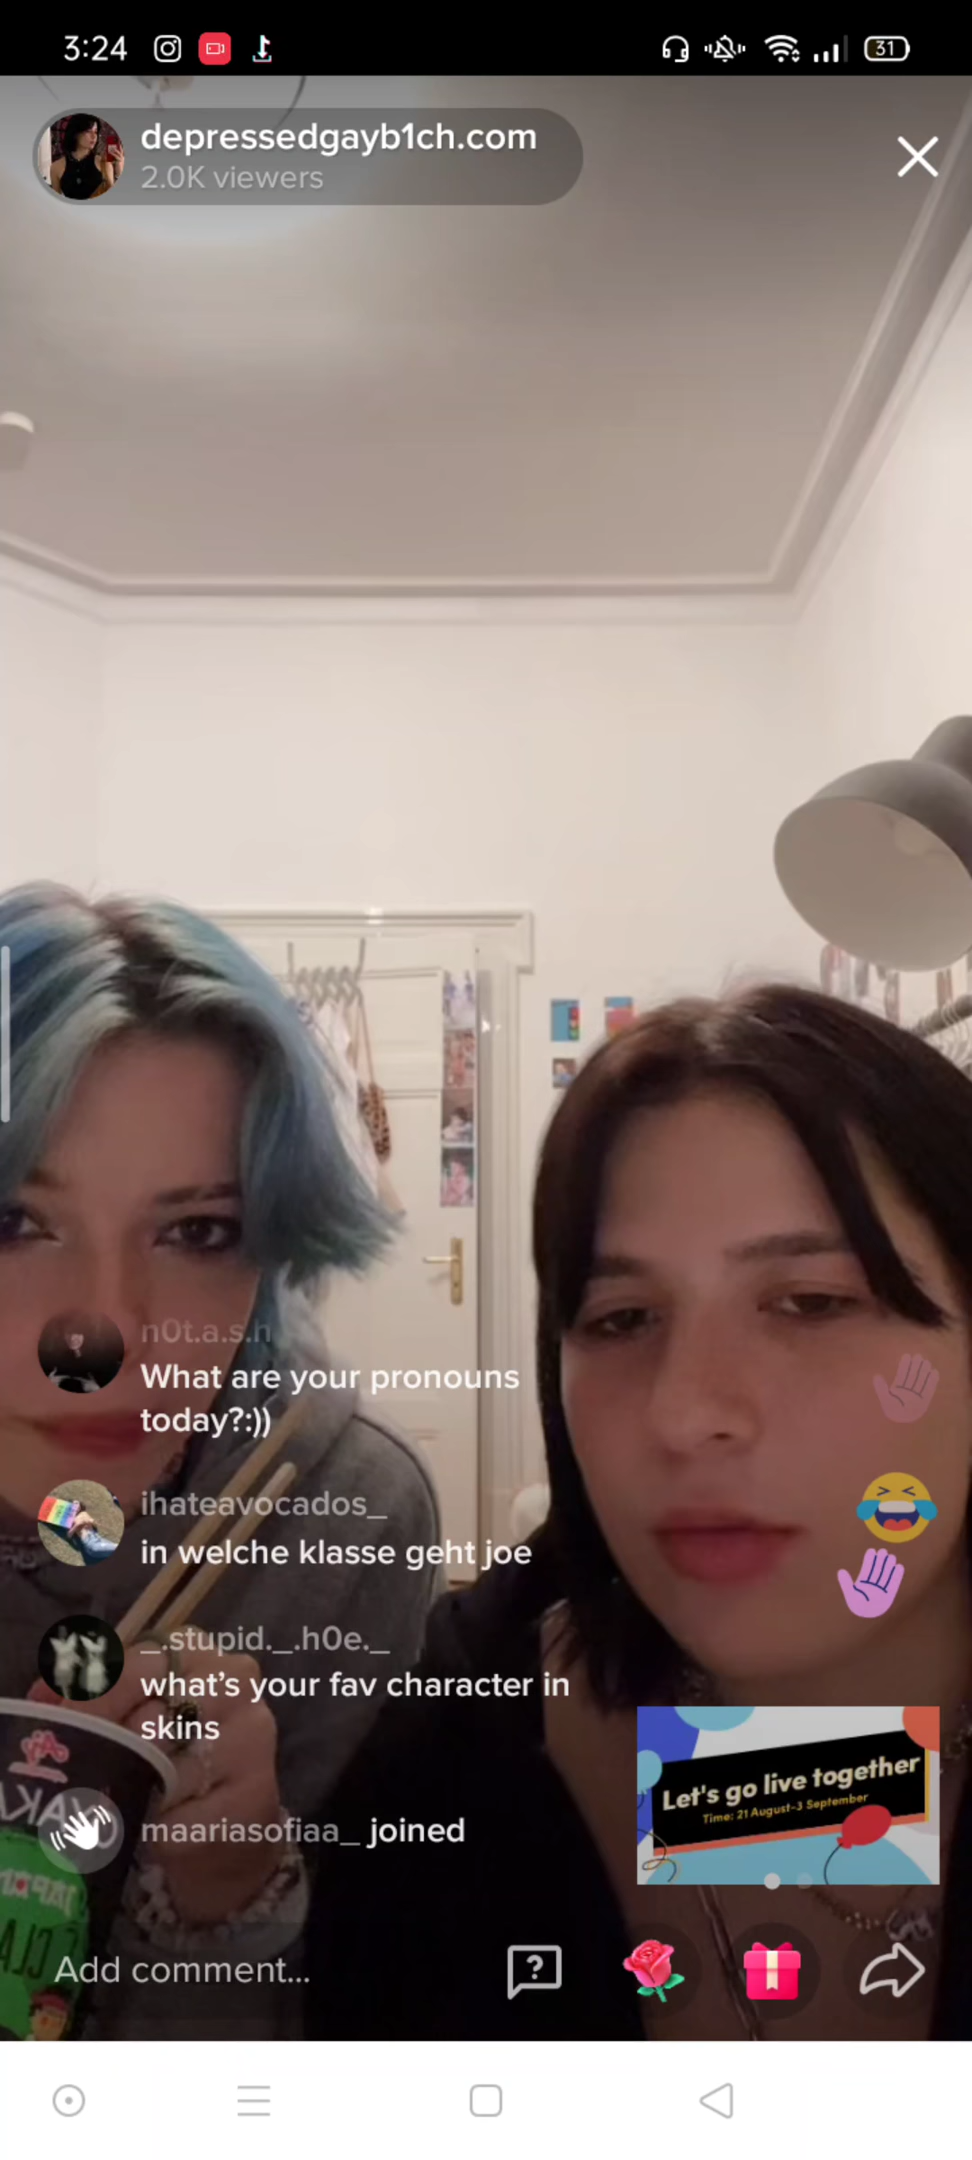 3:24
31
depressedgayb1ch.com
2.0K viewers
n0t.a.s.h
What are your pronouns
today?:))
ihateavocados_
in welche klasse geht joe
_.stupid._.h0e._
what's your fav character in
skins
Let's go live together
Time: 21 August-3 September
maariasofiaa_ joined
Add comment...